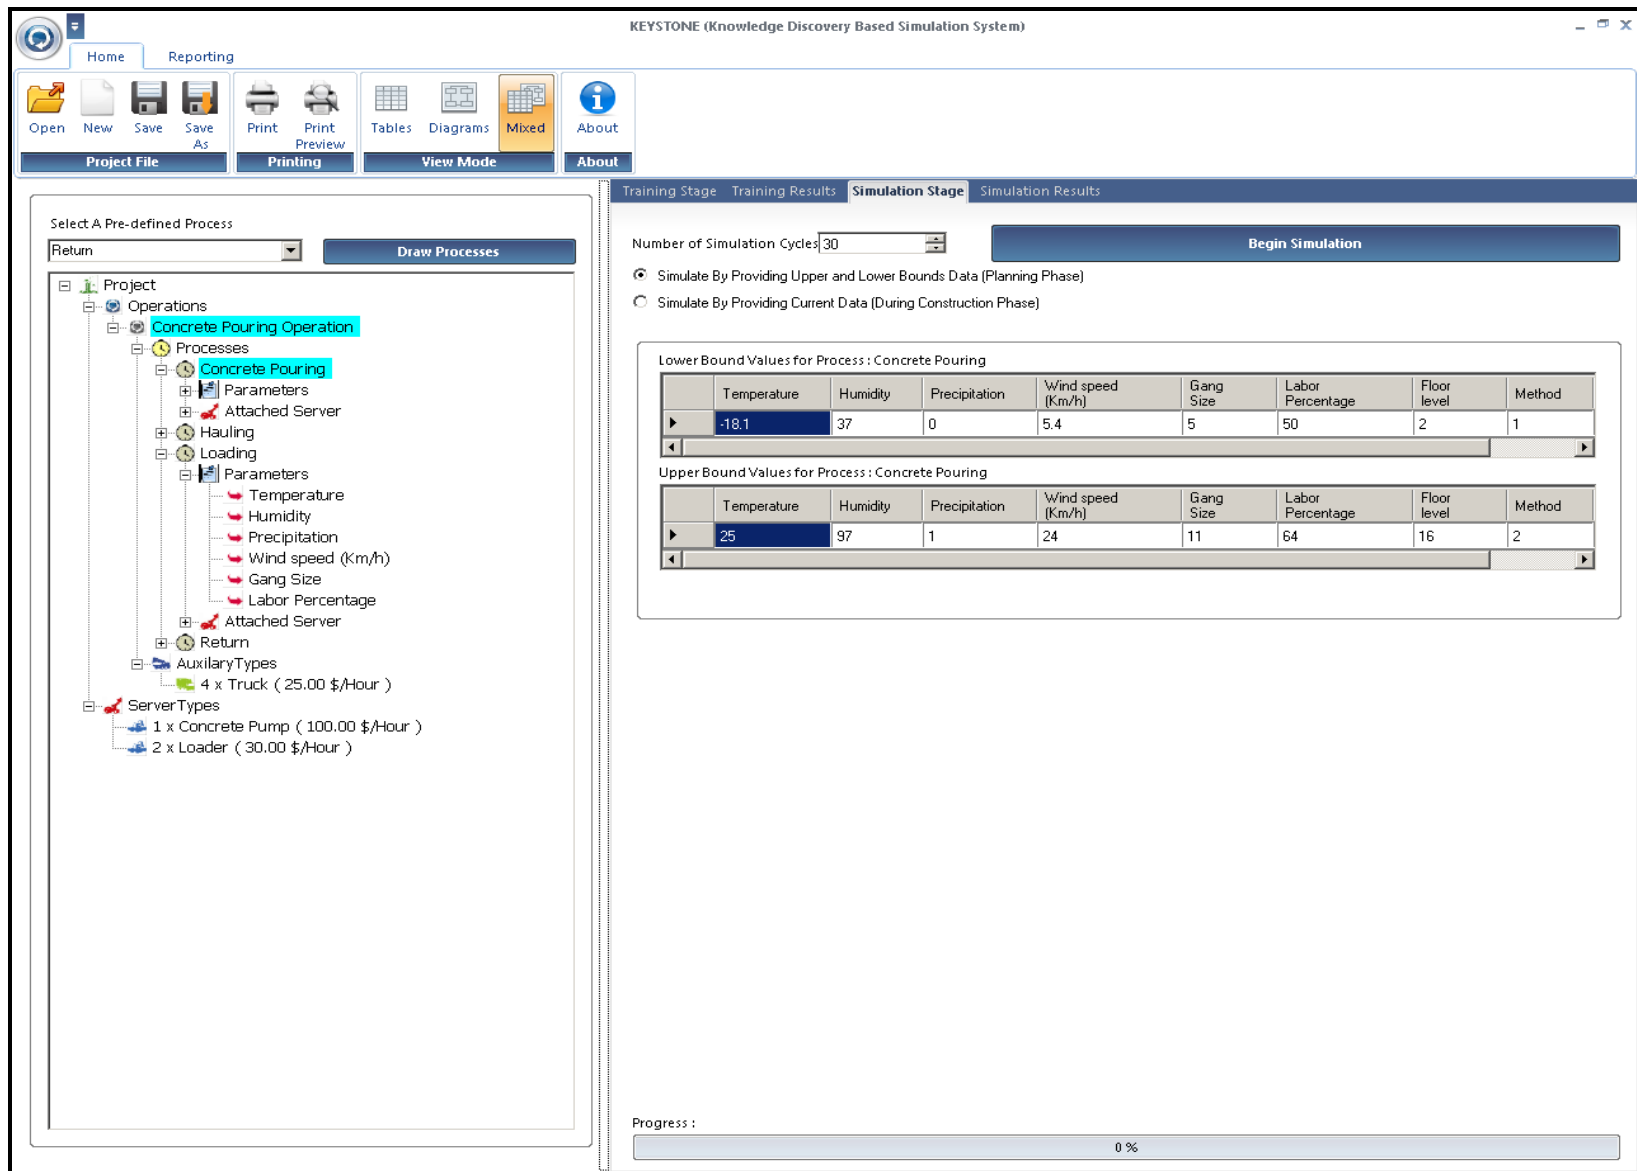 KEYSTONE (Knowledge Discovery Based Simulation System)
Home Reporting
Open New Save Save As Print Print Preview Tables Diagrams Mixed About
Project File Printing View Mode About
Select A Pre-defined Process
Return Draw Processes
Project
Operations
Concrete Pouring Operation
Processes
Concrete Pouring
Parameters
Attached Server
Hauling
Loading
Parameters
Temperature
Humidity
Precipitation
Wind speed (Km/h)
Gang Size
Labor Percentage
Attached Server
Return
AuxilaryTypes
4 x Truck ( 25.00 $/Hour )
ServerTypes
1 x Concrete Pump ( 100.00 $/Hour )
2 x Loader ( 30.00 $/Hour )
Training Stage Training Results Simulation Stage Simulation Results
Number of Simulation Cycles 30 Begin Simulation
Simulate By Providing Upper and Lower Bounds Data (Planning Phase)
Simulate By Providing Current Data (During Construction Phase)
Lower Bound Values for Process : Concrete Pouring
Temperature Humidity Precipitation Wind speed (Km/h) Gang Size Labor Percentage Floor level Method
-18.1 37 0 5.4 5 50 2 1
Upper Bound Values for Process : Concrete Pouring
Temperature Humidity Precipitation Wind speed (Km/h) Gang Size Labor Percentage Floor level Method
25 97 1 24 11 64 16 2
Progress :
0 %